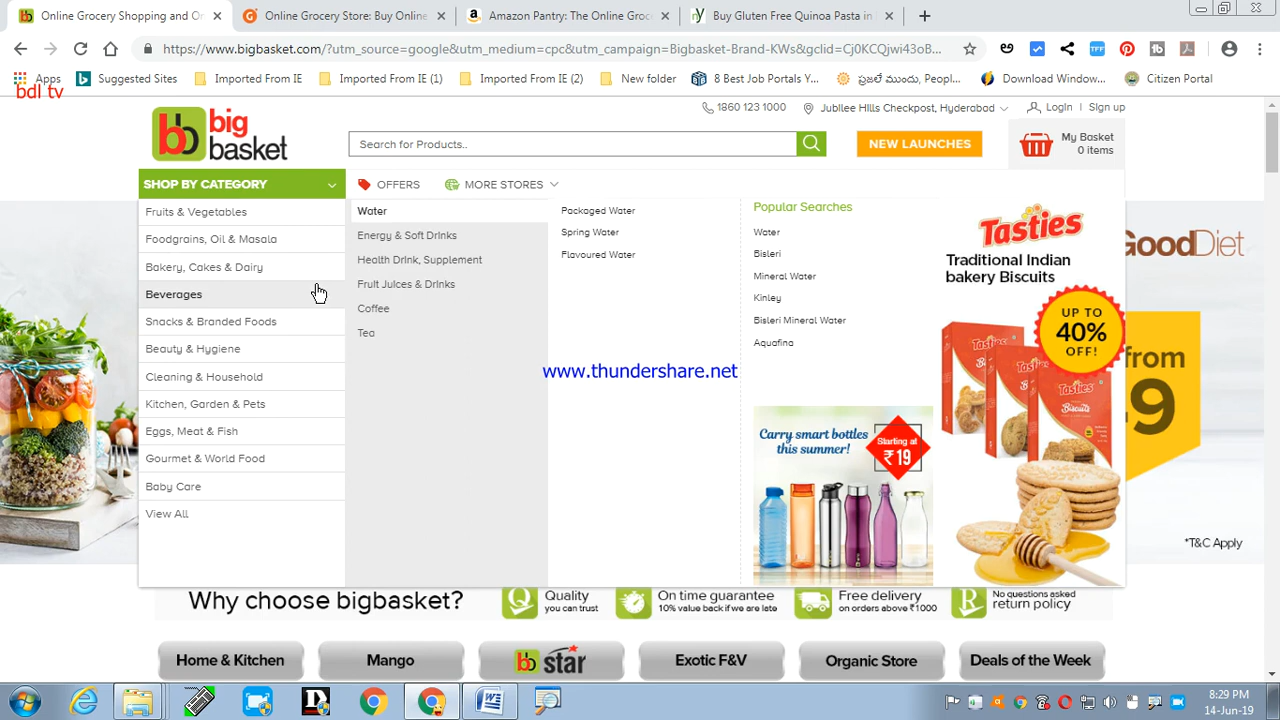 Online Grocery Shopping and On
Online Grocery Store: Buy Online
Amazon Pantry: The Online Groce
Buy Gluten Free Quinoa Pasta in
https://www.bigbasket.com/?utm_source=google&utm_medium=cpc&utm_campaign=Bigbasket-Brand-KWs&gclid=Cj0KCQjwi43oB...
Apps
Suggested Sites
Imported From IE
Imported From IE (1)
Imported From IE (2)
New folder
5 Best Job Portals Y...
ప్రజలే ముందు, Peopl...
Download Window...
Citizen Portal
bdl tv
1860 123 1000
Jubilee Hills Checkpost, Hyderabad
Login | Sign up
big
basket
Search for Products..
NEW LAUNCHES
My Basket
0 items
SHOP BY CATEGORY
OFFERS
MORE STORES
Fruits & Vegetables
Foodgrains, Oil & Masala
Bakery, Cakes & Dairy
Beverages
Snacks & Branded Foods
Beauty & Hygiene
Cleaning & Household
Kitchen, Garden & Pets
Eggs, Meat & Fish
Gourmet & World Food
Baby Care
View All
Water
Energy & Soft Drinks
Health Drink, Supplement
Fruit Juices & Drinks
Coffee
Tea
Packaged Water
Spring Water
Flavoured Water
Popular Searches
Water
Bisleri
Mineral Water
Kinley
Bisleri Mineral Water
Aquafina
www.thundershare.net
Carry smart bottles
this summer!
Starting at
₹ 19
Tasties
Traditional Indian
bakery Biscuits
UP TO
40%
OFF!
Tasties
Biscuits
GoodDiet
from
9
*T&C Apply
Why choose bigbasket?
Quality
you can trust
On time guarantee
10% value back if we are late
Free delivery
on orders above ₹1000
No questions asked
return policy
Home & Kitchen
Mango
bb star
Exotic F&V
Organic Store
Deals of the Week
8:29 PM
14-Jun-19